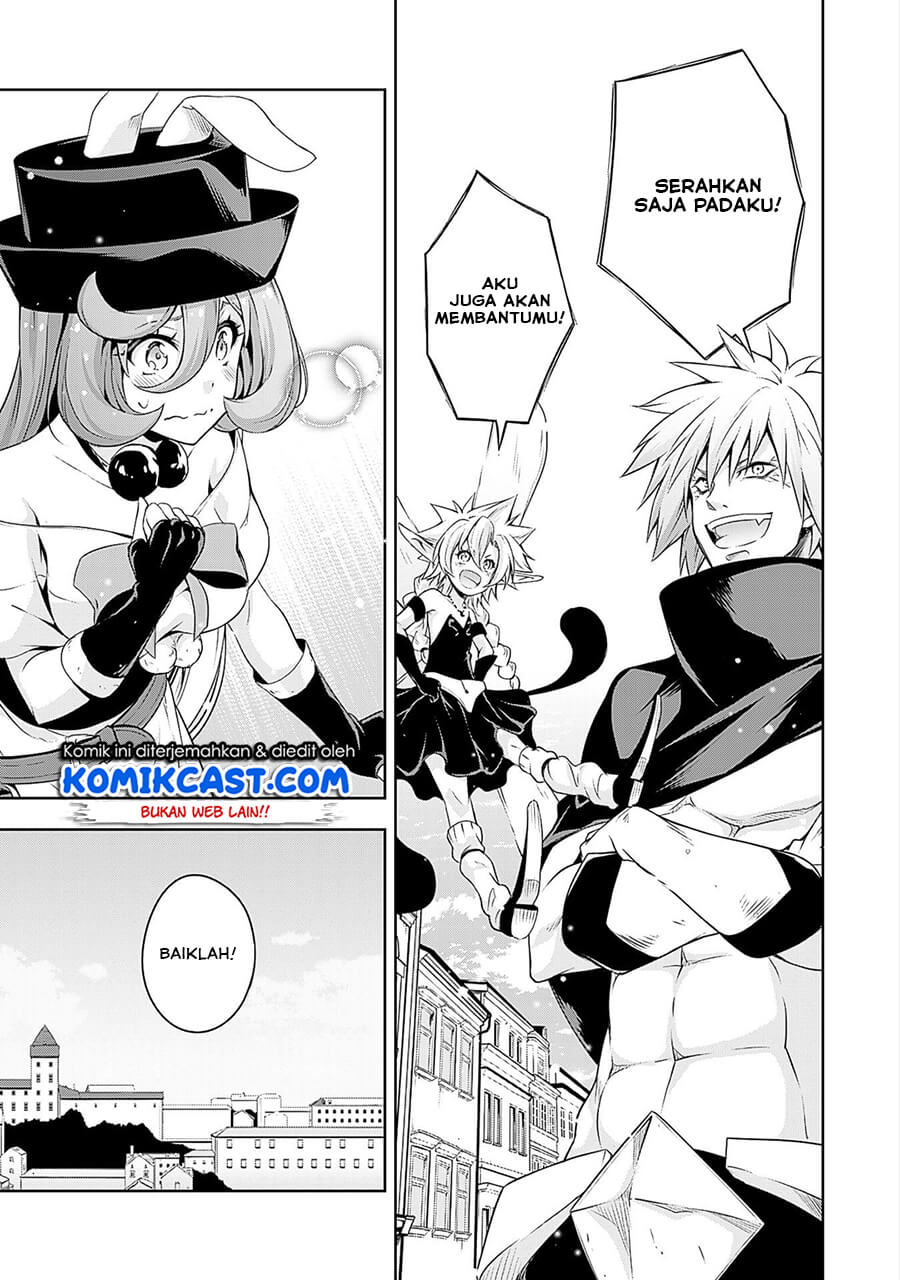 SERAHKAN
SAJA PADAKU!
AKU
JUGA AKAN
MEMBANTUMU!
Komik ini diterjemahkan & diedit oleh
KOMIKCAST.COM
BUKAN WEB LAIN!!
BAIKLAH!